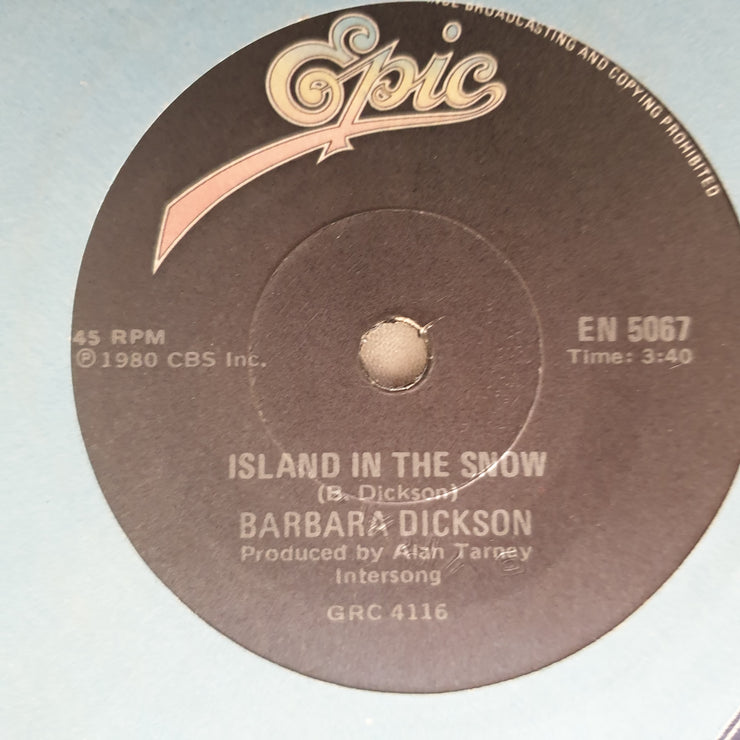 BROADCASTING AND COPYING PROHIBITED
Epic
45 RPM
℗ 1980 CBS Inc.
EN 5067
Time: 3:40
ISLAND IN THE SNOW
(B. Dickson)
BARBARA DICKSON
Produced by Alan Tarney
Intersong
GRC 4116